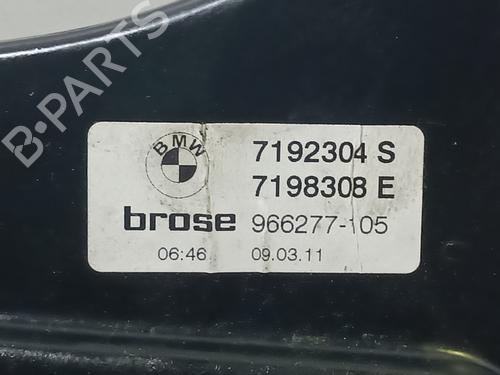 B-PARTS
BMW
7192304 S
7198308 E
brose 966277-105
06:46 09.03.11